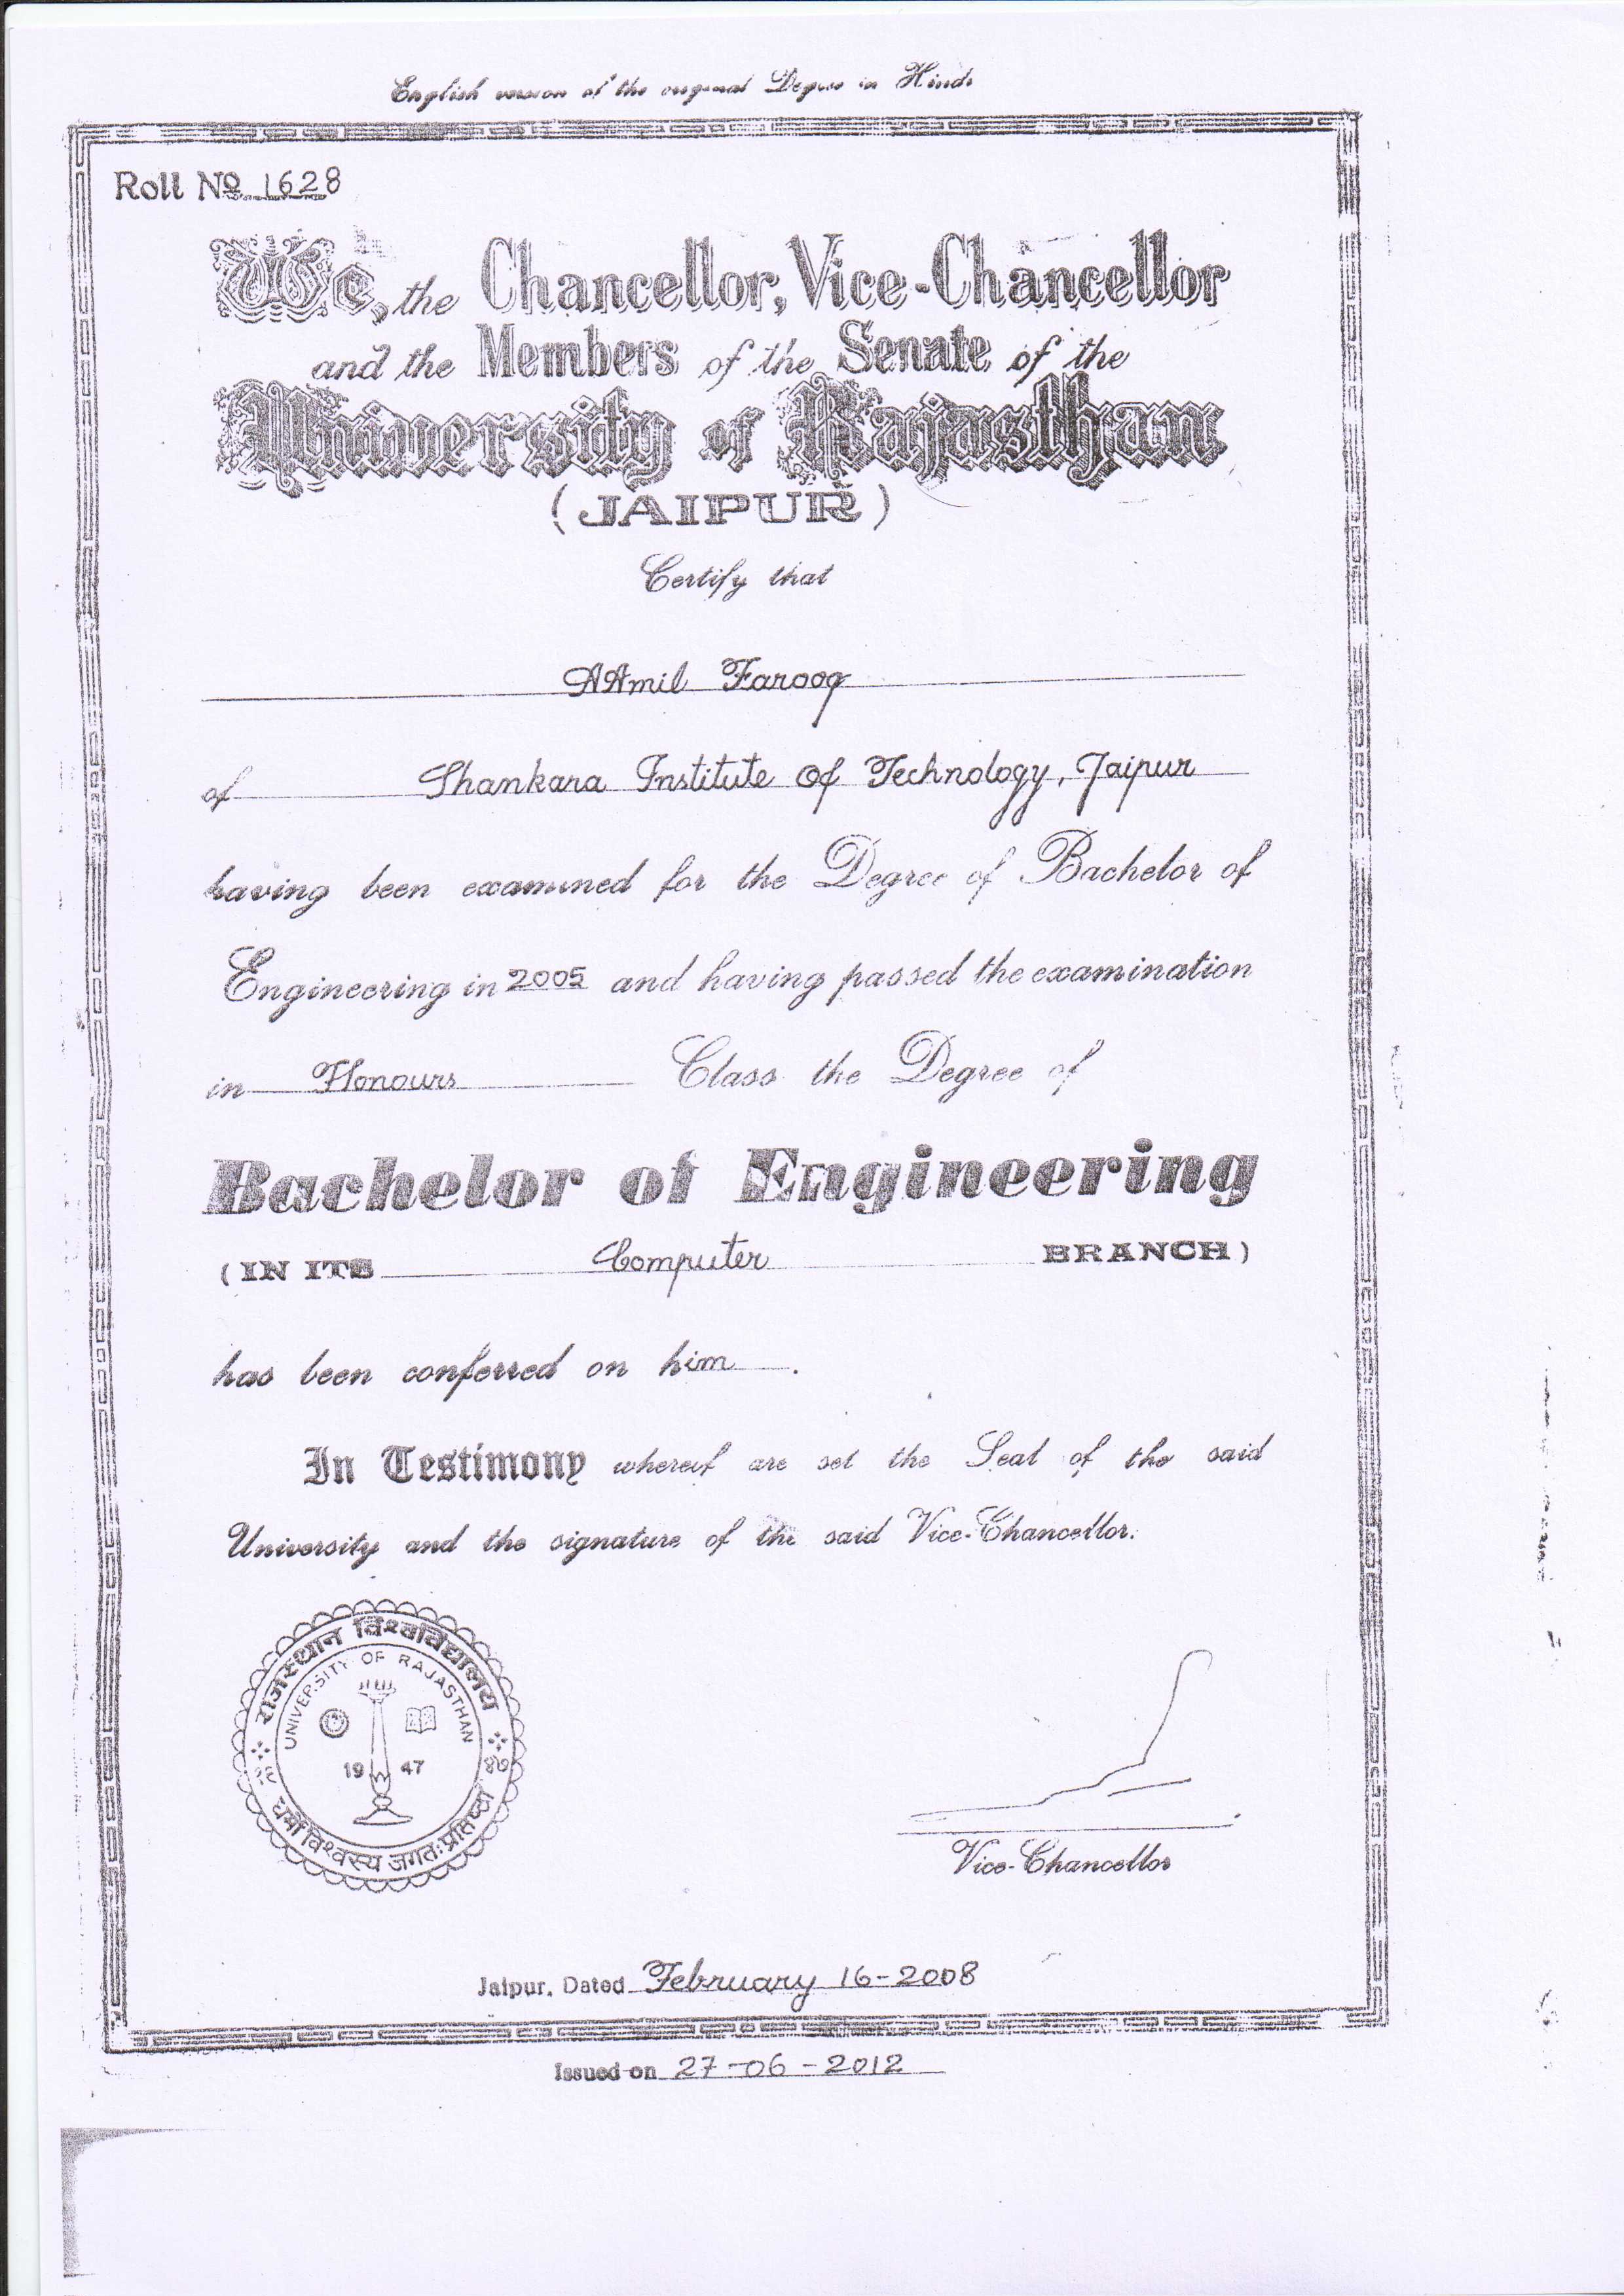 English version of the original Degree in Hindi
Roll No 1628
We, the Chancellor, Vice-Chancellor
and the Members of the Senate of the
University of Rajasthan
(JAIPUR)
Certify that
AAmil Farooq
of Shankara Institute Of Technology, Jaipur
having been examined for the Degree of Bachelor of
Engineering in 2005 and having passed the examination
in Honours Class the Degree of
Bachelor of Engineering
(IN ITS Computer BRANCH)
has been conferred on him .
In Testimony whereof are set the Seal of the said
University and the signature of the said Vice-Chancellor.
राजस्थान विश्वविद्यालय
UNIVERSITY OF RAJASTHAN
19 47
धर्मो विश्वस्य जगतः प्रतिष्ठा
Vice-Chancellor
Jaipur, Dated February 16-2008
Issued on 27-06-2012